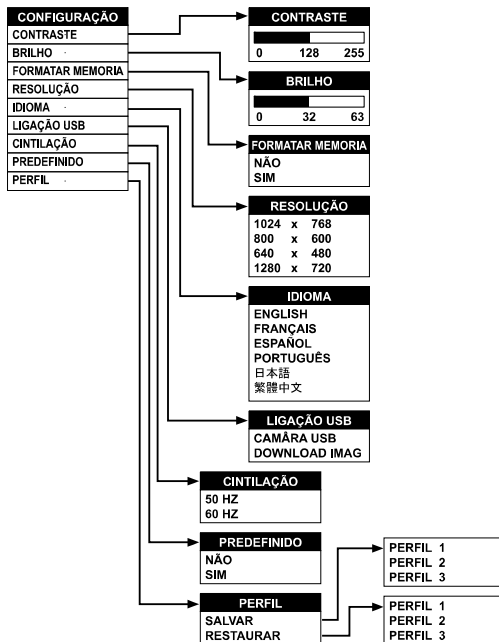 CONFIGURAÇÃO
CONTRASTE
BRILHO
FORMATAR MEMORIA
RESOLUÇÃO
IDIOMA
LIGAÇÃO USB
CINTILAÇÃO
PREDEFINIDO
PERFIL
CONTRASTE
0 128 255
BRILHO
0 32 63
FORMATAR MEMORIA
NÃO
SIM
RESOLUÇÃO
1024 x 768
800 x 600
640 x 480
1280 x 720
IDIOMA
ENGLISH
FRANÇAIS
ESPAÑOL
PORTUGUÊS
日本語
繁體中文
LIGAÇÃO USB
CAMÂRA USB
DOWNLOAD IMAG
CINTILAÇÃO
50 HZ
60 HZ
PREDEFINIDO
NÃO
SIM
PERFIL
SALVAR
RESTAURAR
PERFIL 1
PERFIL 2
PERFIL 3
PERFIL 1
PERFIL 2
PERFIL 3